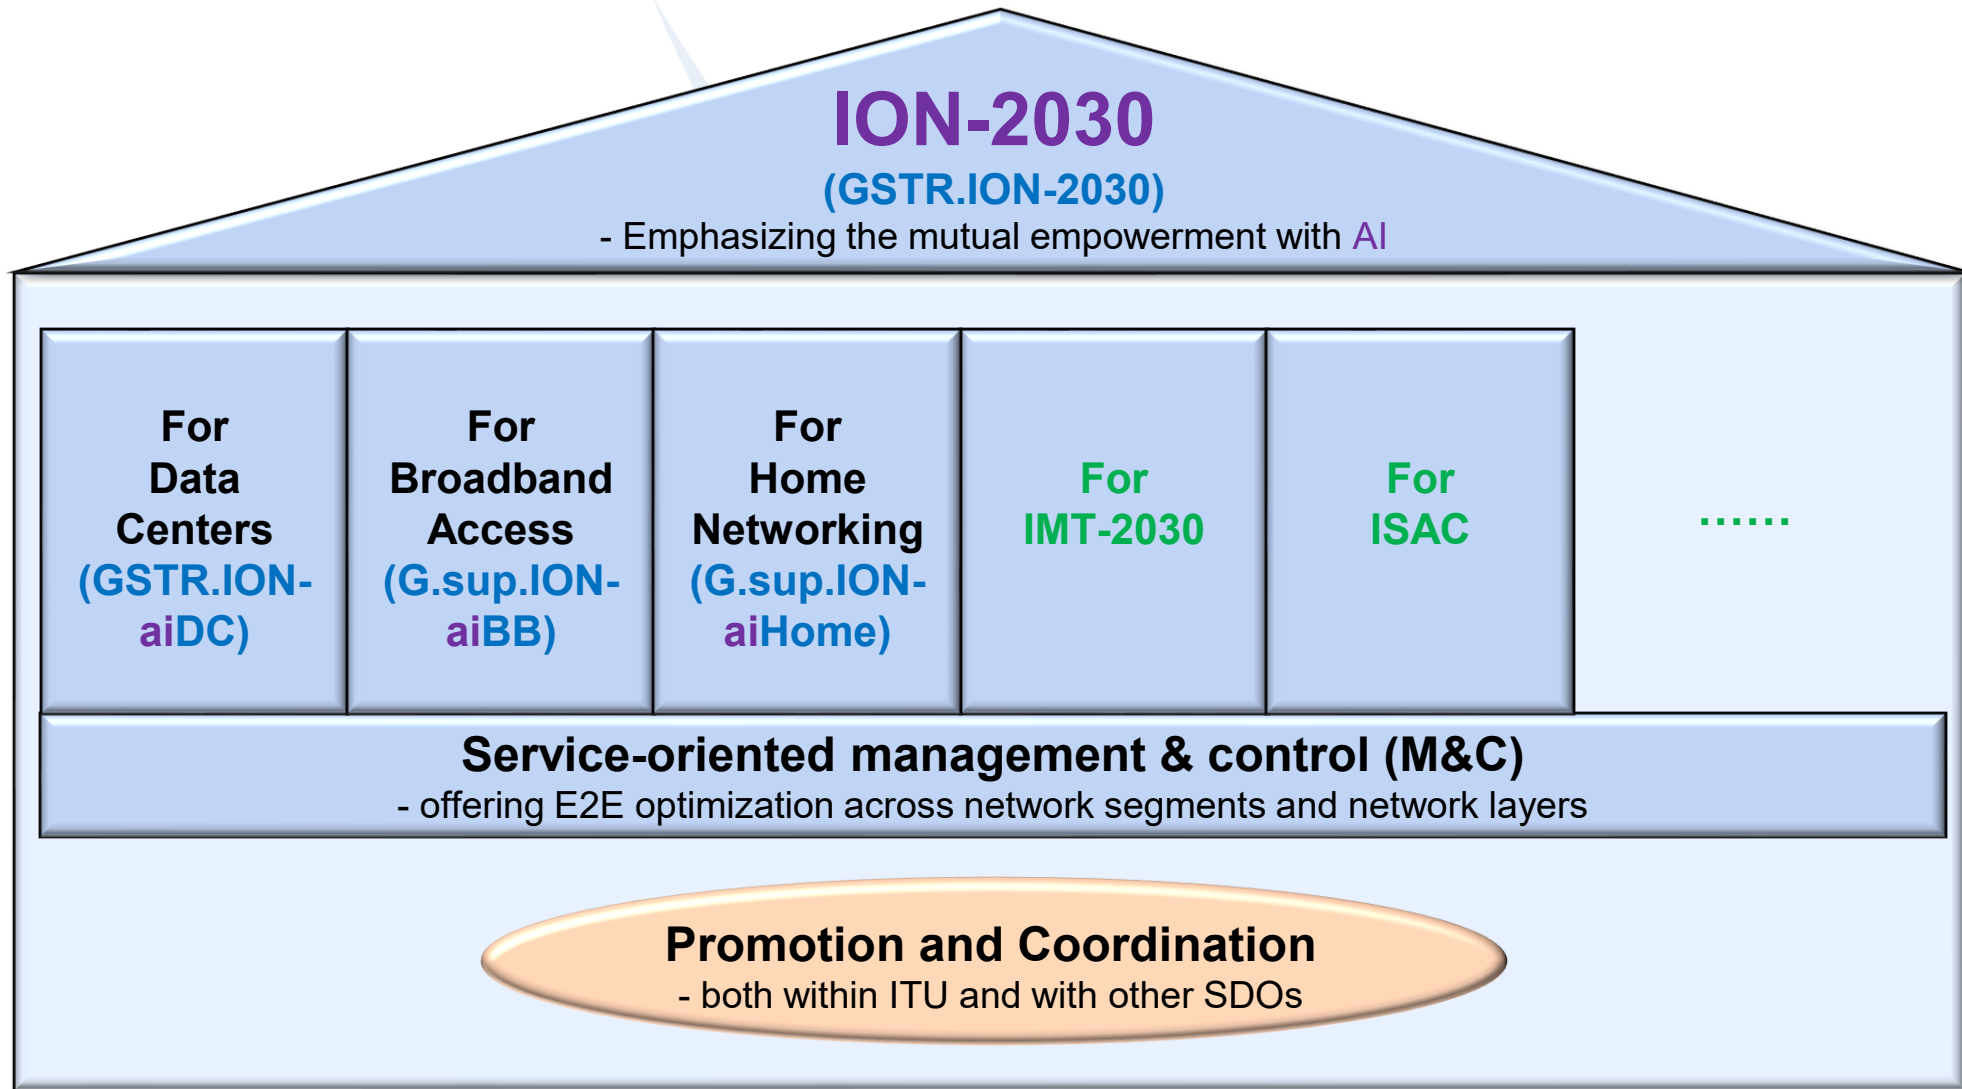 ION-2030
(GSTR.ION-2030)
- Emphasizing the mutual empowerment with AI
For
Data
Centers
(GSTR.ION-
aiDC)
For
Broadband
Access
(G.sup.ION-
aiBB)
For
Home
Networking
(G.sup.ION-
aiHome)
For
IMT-2030
For
ISAC
......
Service-oriented management & control (M&C)
- offering E2E optimization across network segments and network layers
Promotion and Coordination
- both within ITU and with other SDOs